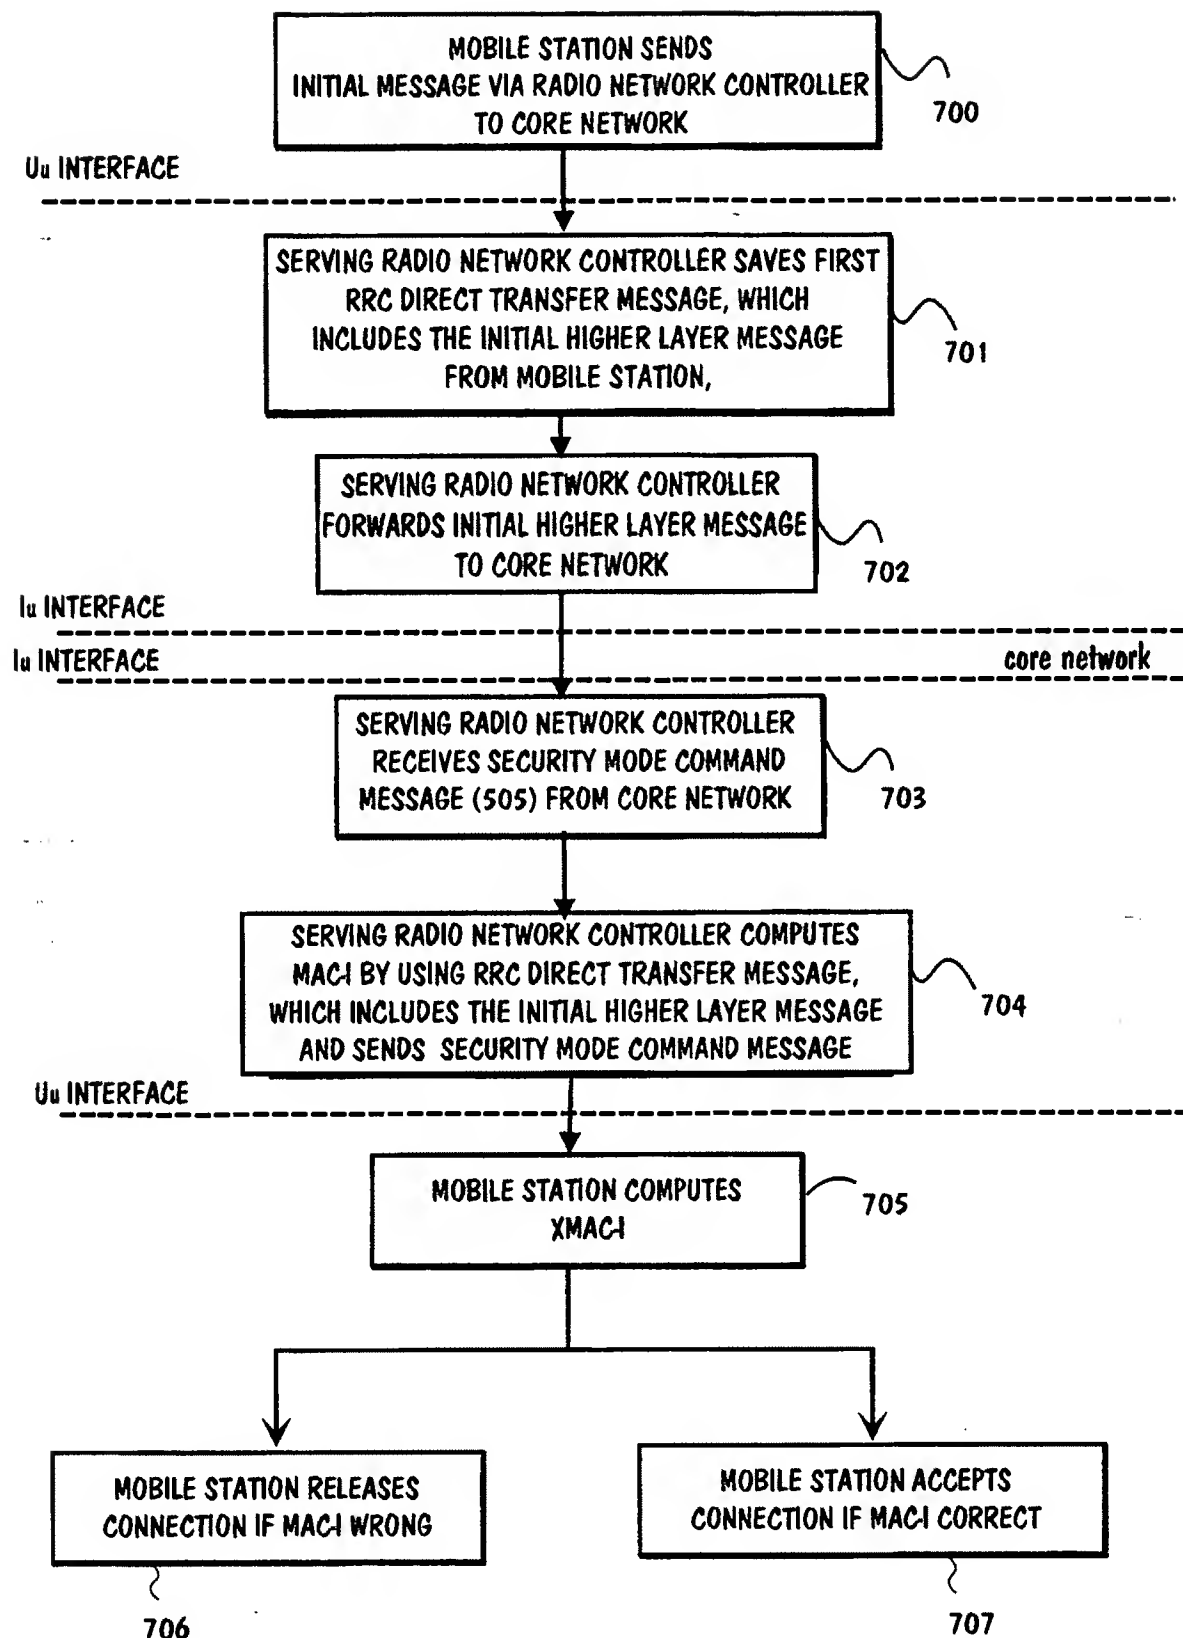 MOBILE STATION SENDS
INITIAL MESSAGE VIA RADIO NETWORK CONTROLLER
TO CORE NETWORK
700
Uu INTERFACE
SERVING RADIO NETWORK CONTROLLER SAVES FIRST
RRC DIRECT TRANSFER MESSAGE, WHICH
INCLUDES THE INITIAL HIGHER LAYER MESSAGE
FROM MOBILE STATION,
701
SERVING RADIO NETWORK CONTROLLER
FORWARDS INITIAL HIGHER LAYER MESSAGE
TO CORE NETWORK
702
Iu INTERFACE
Iu INTERFACE
core network
SERVING RADIO NETWORK CONTROLLER
RECEIVES SECURITY MODE COMMAND
MESSAGE (505) FROM CORE NETWORK
703
SERVING RADIO NETWORK CONTROLLER COMPUTES
MAC-I BY USING RRC DIRECT TRANSFER MESSAGE,
WHICH INCLUDES THE INITIAL HIGHER LAYER MESSAGE
AND SENDS SECURITY MODE COMMAND MESSAGE
704
Uu INTERFACE
MOBILE STATION COMPUTES
XMAC-I
705
MOBILE STATION RELEASES
CONNECTION IF MAC-I WRONG
706
MOBILE STATION ACCEPTS
CONNECTION IF MAC-I CORRECT
707